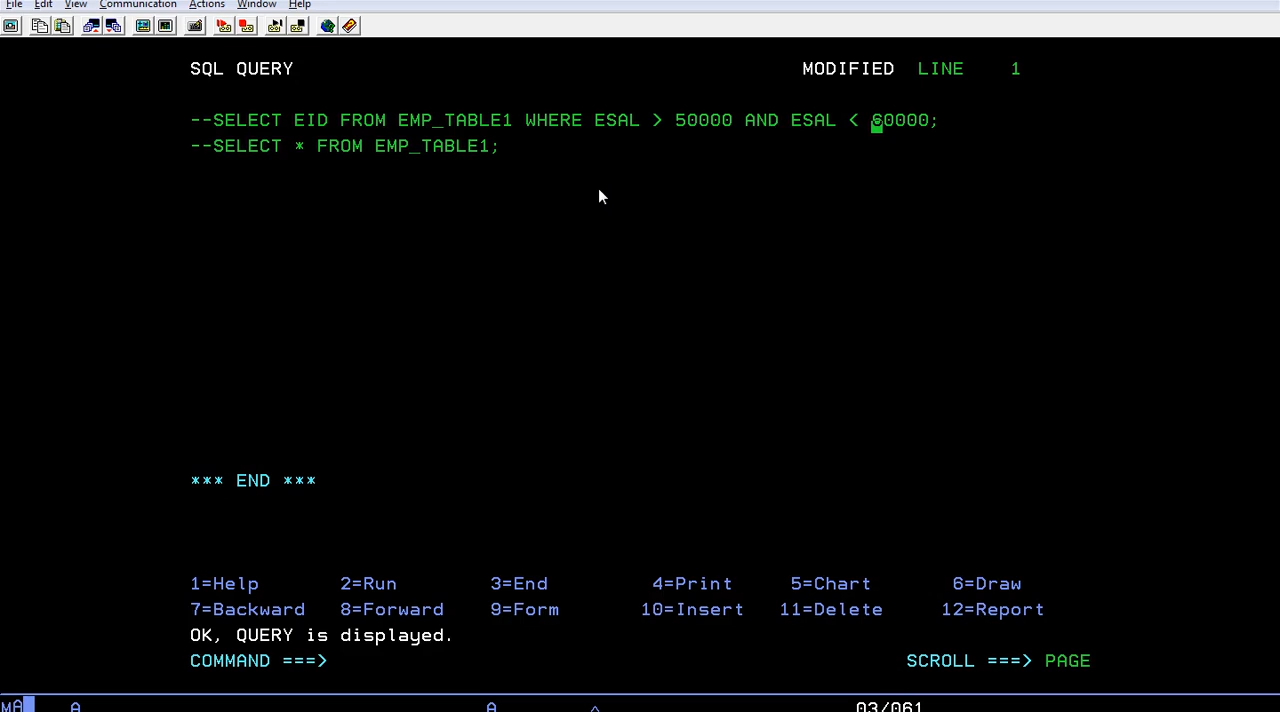 File Edit View Communication Actions Window Help
SQL QUERY MODIFIED LINE 1
--SELECT EID FROM EMP_TABLE1 WHERE ESAL > 50000 AND ESAL < 60000;
--SELECT * FROM EMP_TABLE1;
*** END ***
1=Help 2=Run 3=End 4=Print 5=Chart 6=Draw
7=Backward 8=Forward 9=Form 10=Insert 11=Delete 12=Report
OK, QUERY is displayed.
COMMAND ===> SCROLL ===> PAGE
MA A A ^ 03/061